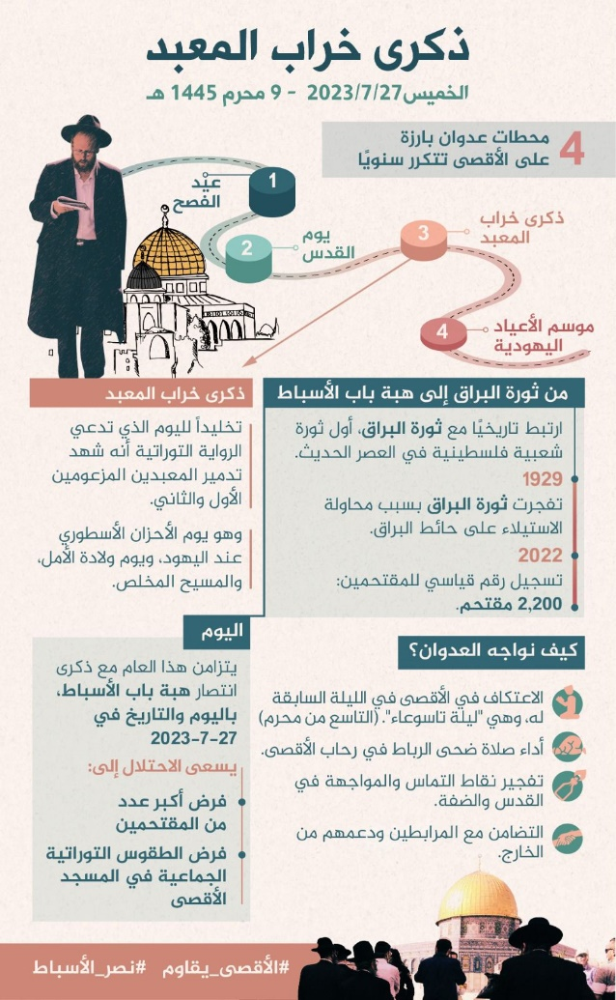 ذكرى خراب المعبد
الخميس 2023/7/27 - 9 محرم 1445 هـ
4
محطات عدوان بارزة
على الأقصى تتكرر سنويًا
1
عيْد
الفصح
2
يوم
القدس
3
ذكرى خراب
المعبد
4
موسم الأعياد
اليهودية
من ثورة البراق إلى هبة باب الأسباط
ارتبط تاريخيًا مع ثورة البراق، أول ثورة
شعبية فلسطينية في العصر الحديث.
1929
تفجرت ثورة البراق بسبب محاولة
الاستيلاء على حائط البراق.
2022
تسجيل رقم قياسي للمقتحمين:
2,200 مقتحم.
ذكرى خراب المعبد
تخليداً لليوم الذي تدعي
الرواية التوراتية أنه شهد
تدمير المعبدين المزعومين
الأول والثاني.
وهو يوم الأحزان الأسطوري
عند اليهود، ويوم ولادة الأمل،
والمسيح المخلص.
كيف نواجه العدوان؟
الاعتكاف في الأقصى في الليلة السابقة
له، وهي "ليلة تاسوعاء". (التاسع من محرم)
أداء صلاة ضحى الرباط في رحاب الأقصى.
تفجير نقاط التماس والمواجهة في
القدس والضفة.
التضامن مع المرابطين ودعمهم من
الخارج.
اليوم
يتزامن هذا العام مع ذكرى
انتصار هبة باب الأسباط،
باليوم والتاريخ في
27-7-2023
يسعى الاحتلال إلى:
فرض أكبر عدد
من المقتحمين
فرض الطقوس التوراتية
الجماعية في المسجد
الأقصى
#الأقصى_يقاوم #نصر_الأسباط